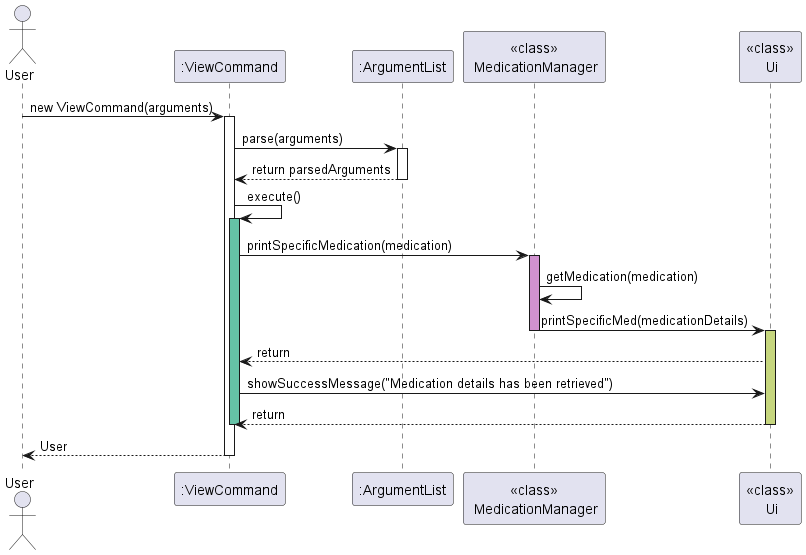 User
:ViewCommand
:ArgumentList
«class»
MedicationManager
«class»
Ui
new ViewCommand(arguments)
parse(arguments)
return parsedArguments
execute()
printSpecificMedication(medication)
getMedication(medication)
printSpecificMed(medicationDetails)
return
showSuccessMessage("Medication details has been retrieved")
return
User
User
:ViewCommand
:ArgumentList
«class»
MedicationManager
«class»
Ui